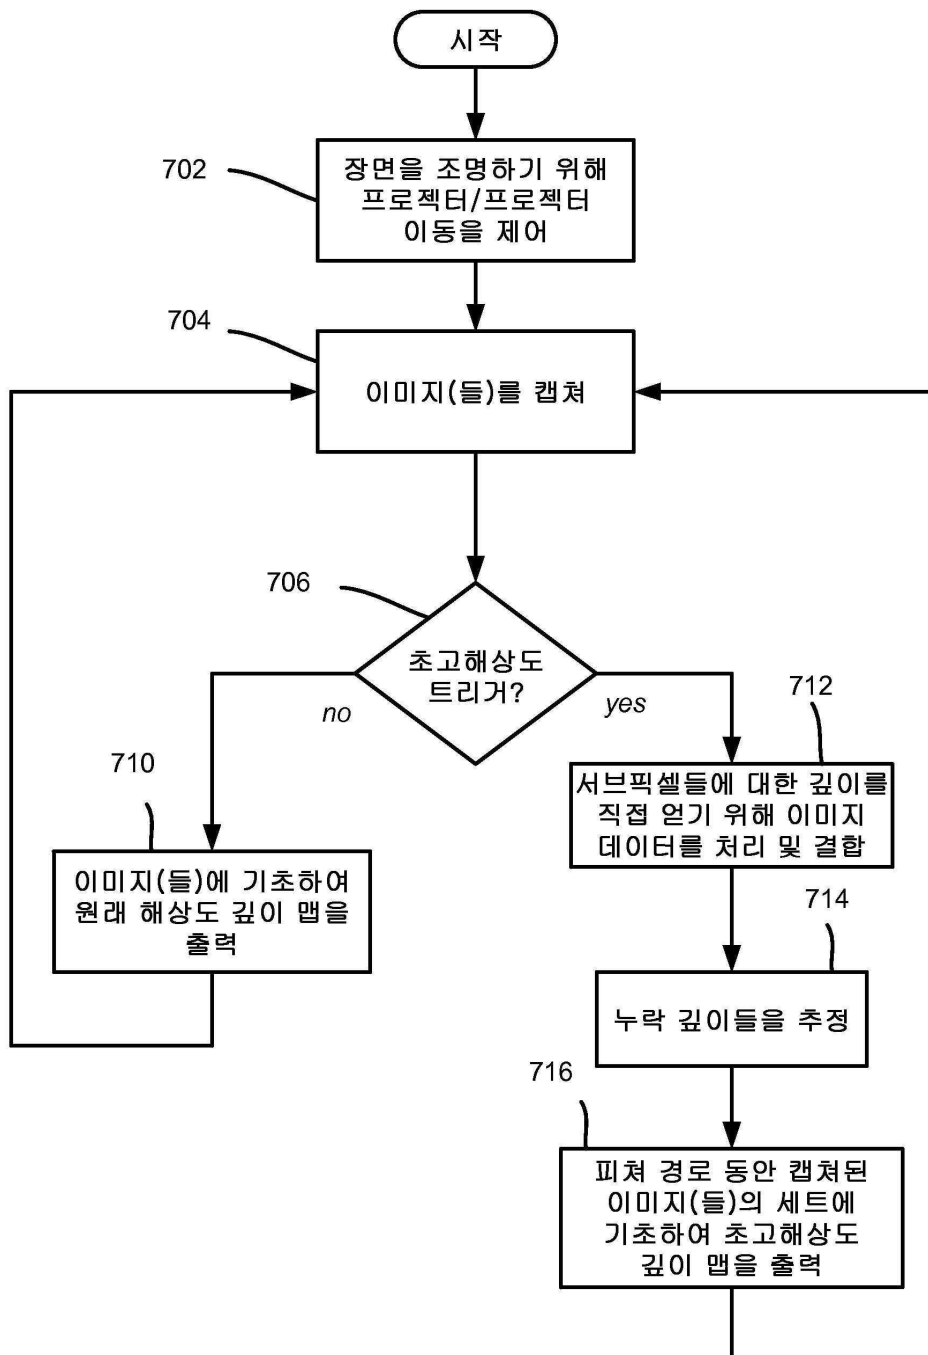 시작
702
장면을 조명하기 위해
프로젝터/프로젝터
이동을 제어
704
이미지(들)를 캡쳐
706
초고해상도
트리거?
no
yes
710
이미지(들)에 기초하여
원래 해상도 깊이 맵을
출력
712
서브픽셀들에 대한 깊이를
직접 얻기 위해 이미지
데이터를 처리 및 결합
714
누락 깊이들을 추정
716
피쳐 경로 동안 캡쳐된
이미지(들)의 세트에
기초하여 초고해상도
깊이 맵을 출력